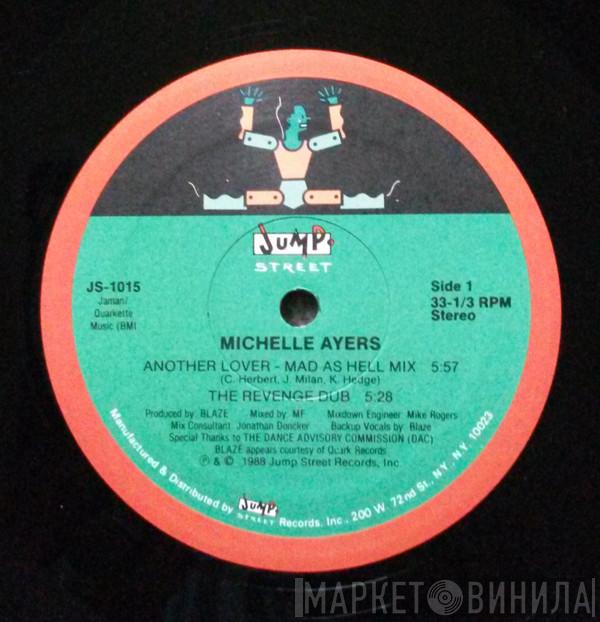 JUMP
STREET
JS-1015
Jaman/
Quarkette
Music (BMI
Side 1
33-1/3 RPM
Stereo
MICHELLE AYERS
ANOTHER LOVER - MAD AS HELL MIX 5:57
(C. Herbert, J. Milan, K. Hedge)
THE REVENGE DUB 5:28
Produced by BLAZE Mixed by MF Mixdown Engineer Mike Rogers
Mix Consultant Jonathan Doncker Backup Vocals by Blaze
Special Thanks to THE DANCE ADVISORY COMMISSION (DAC)
BLAZE appears courtesy of Quark Records
℗ & © 1988 Jump Street Records, Inc.
Manufactured & Distributed by JUMP STREET Records, Inc., 200 W. 72nd St., N.Y., N.Y. 10023
МАРКЕТ ВИНИЛА